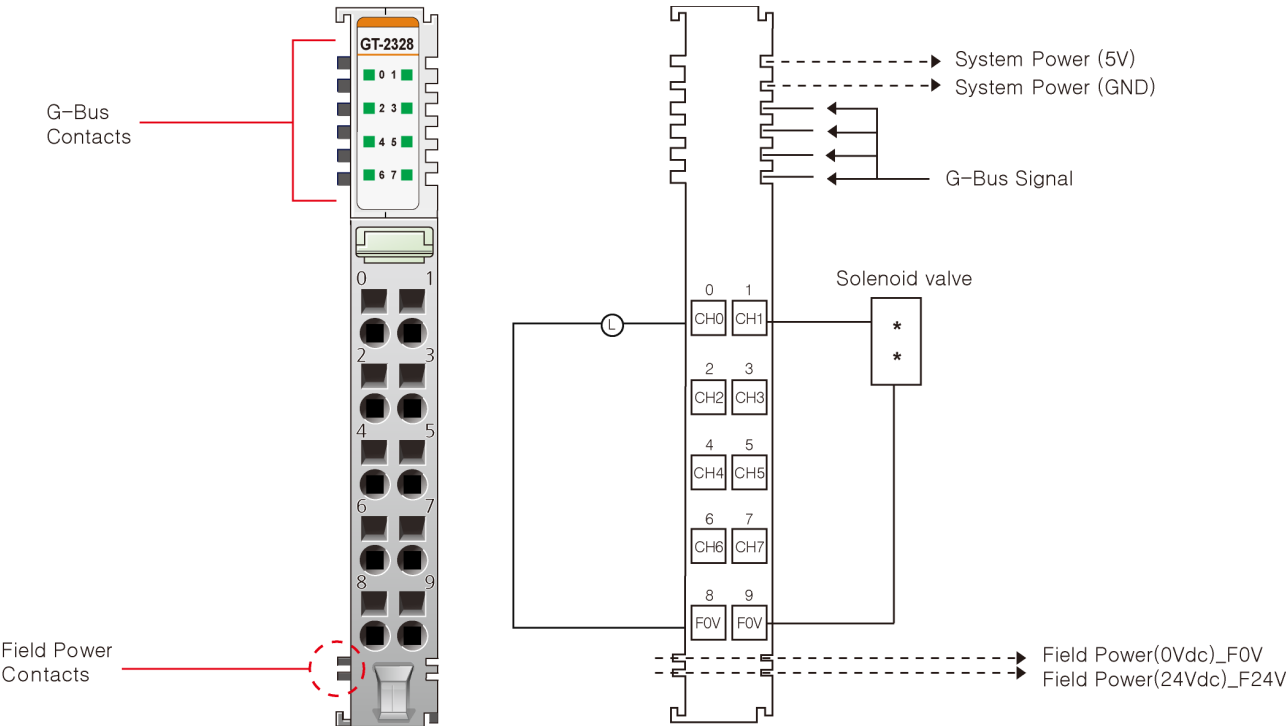 GT-2328
0 1
2 3
4 5
6 7
G-Bus
Contacts
0 1
2 3
4 5
6 7
8 9
Field Power
Contacts
System Power (5V)
System Power (GND)
G-Bus Signal
Solenoid valve
*
*
L
0 1
CH0 CH1
2 3
CH2 CH3
4 5
CH4 CH5
6 7
CH6 CH7
8 9
F0V F0V
Field Power(0Vdc)_F0V
Field Power(24Vdc)_F24V